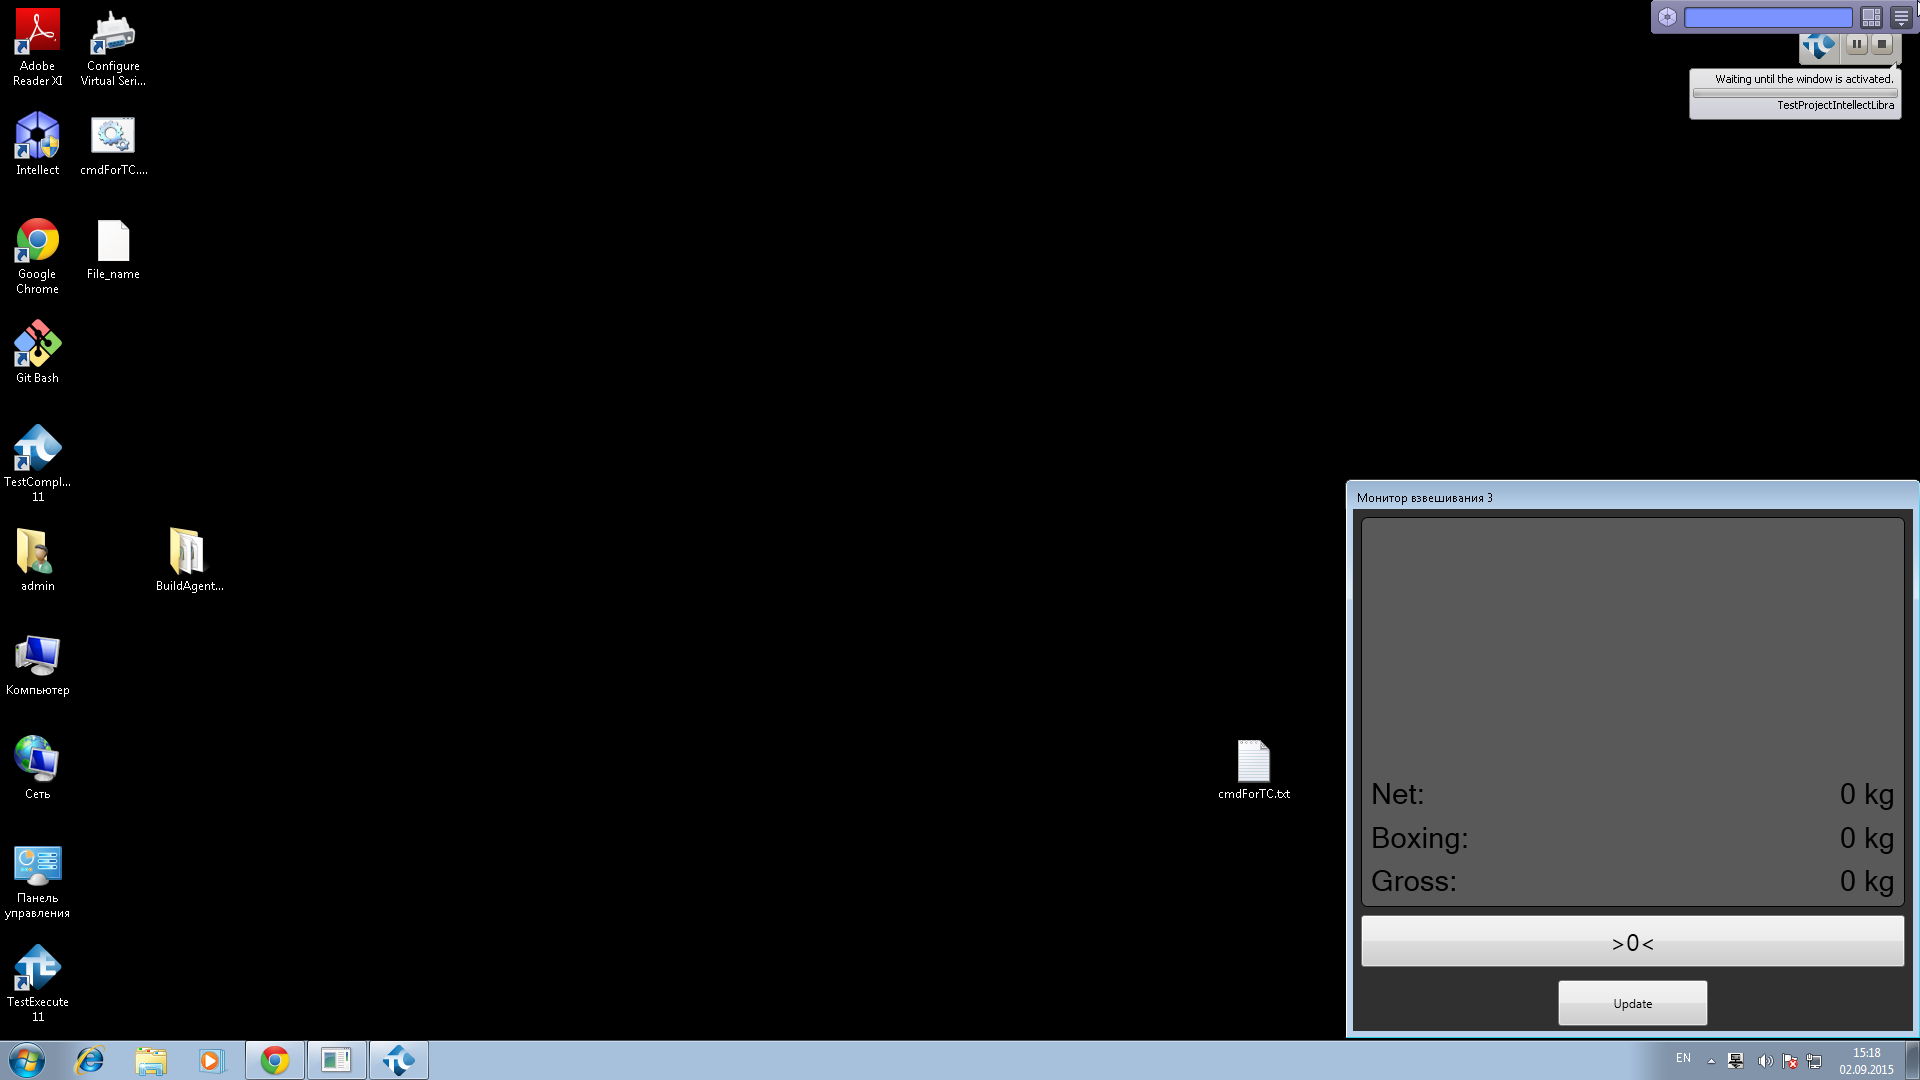 Adobe
Reader XI
Configure
Virtual Seri...
Intellect
cmdForTC....
Google
Chrome
File_name
Git Bash
TestCompl...
11
admin
BuildAgent...
Компьютер
Сеть
Панель
управления
TestExecute
11
cmdForTC.txt
Waiting until the window is activated.
TestProjectIntellectLibra
Монитор взвешивания 3
Net: 0 kg
Boxing: 0 kg
Gross: 0 kg
>0<
Update
EN
15:18
02.09.2015